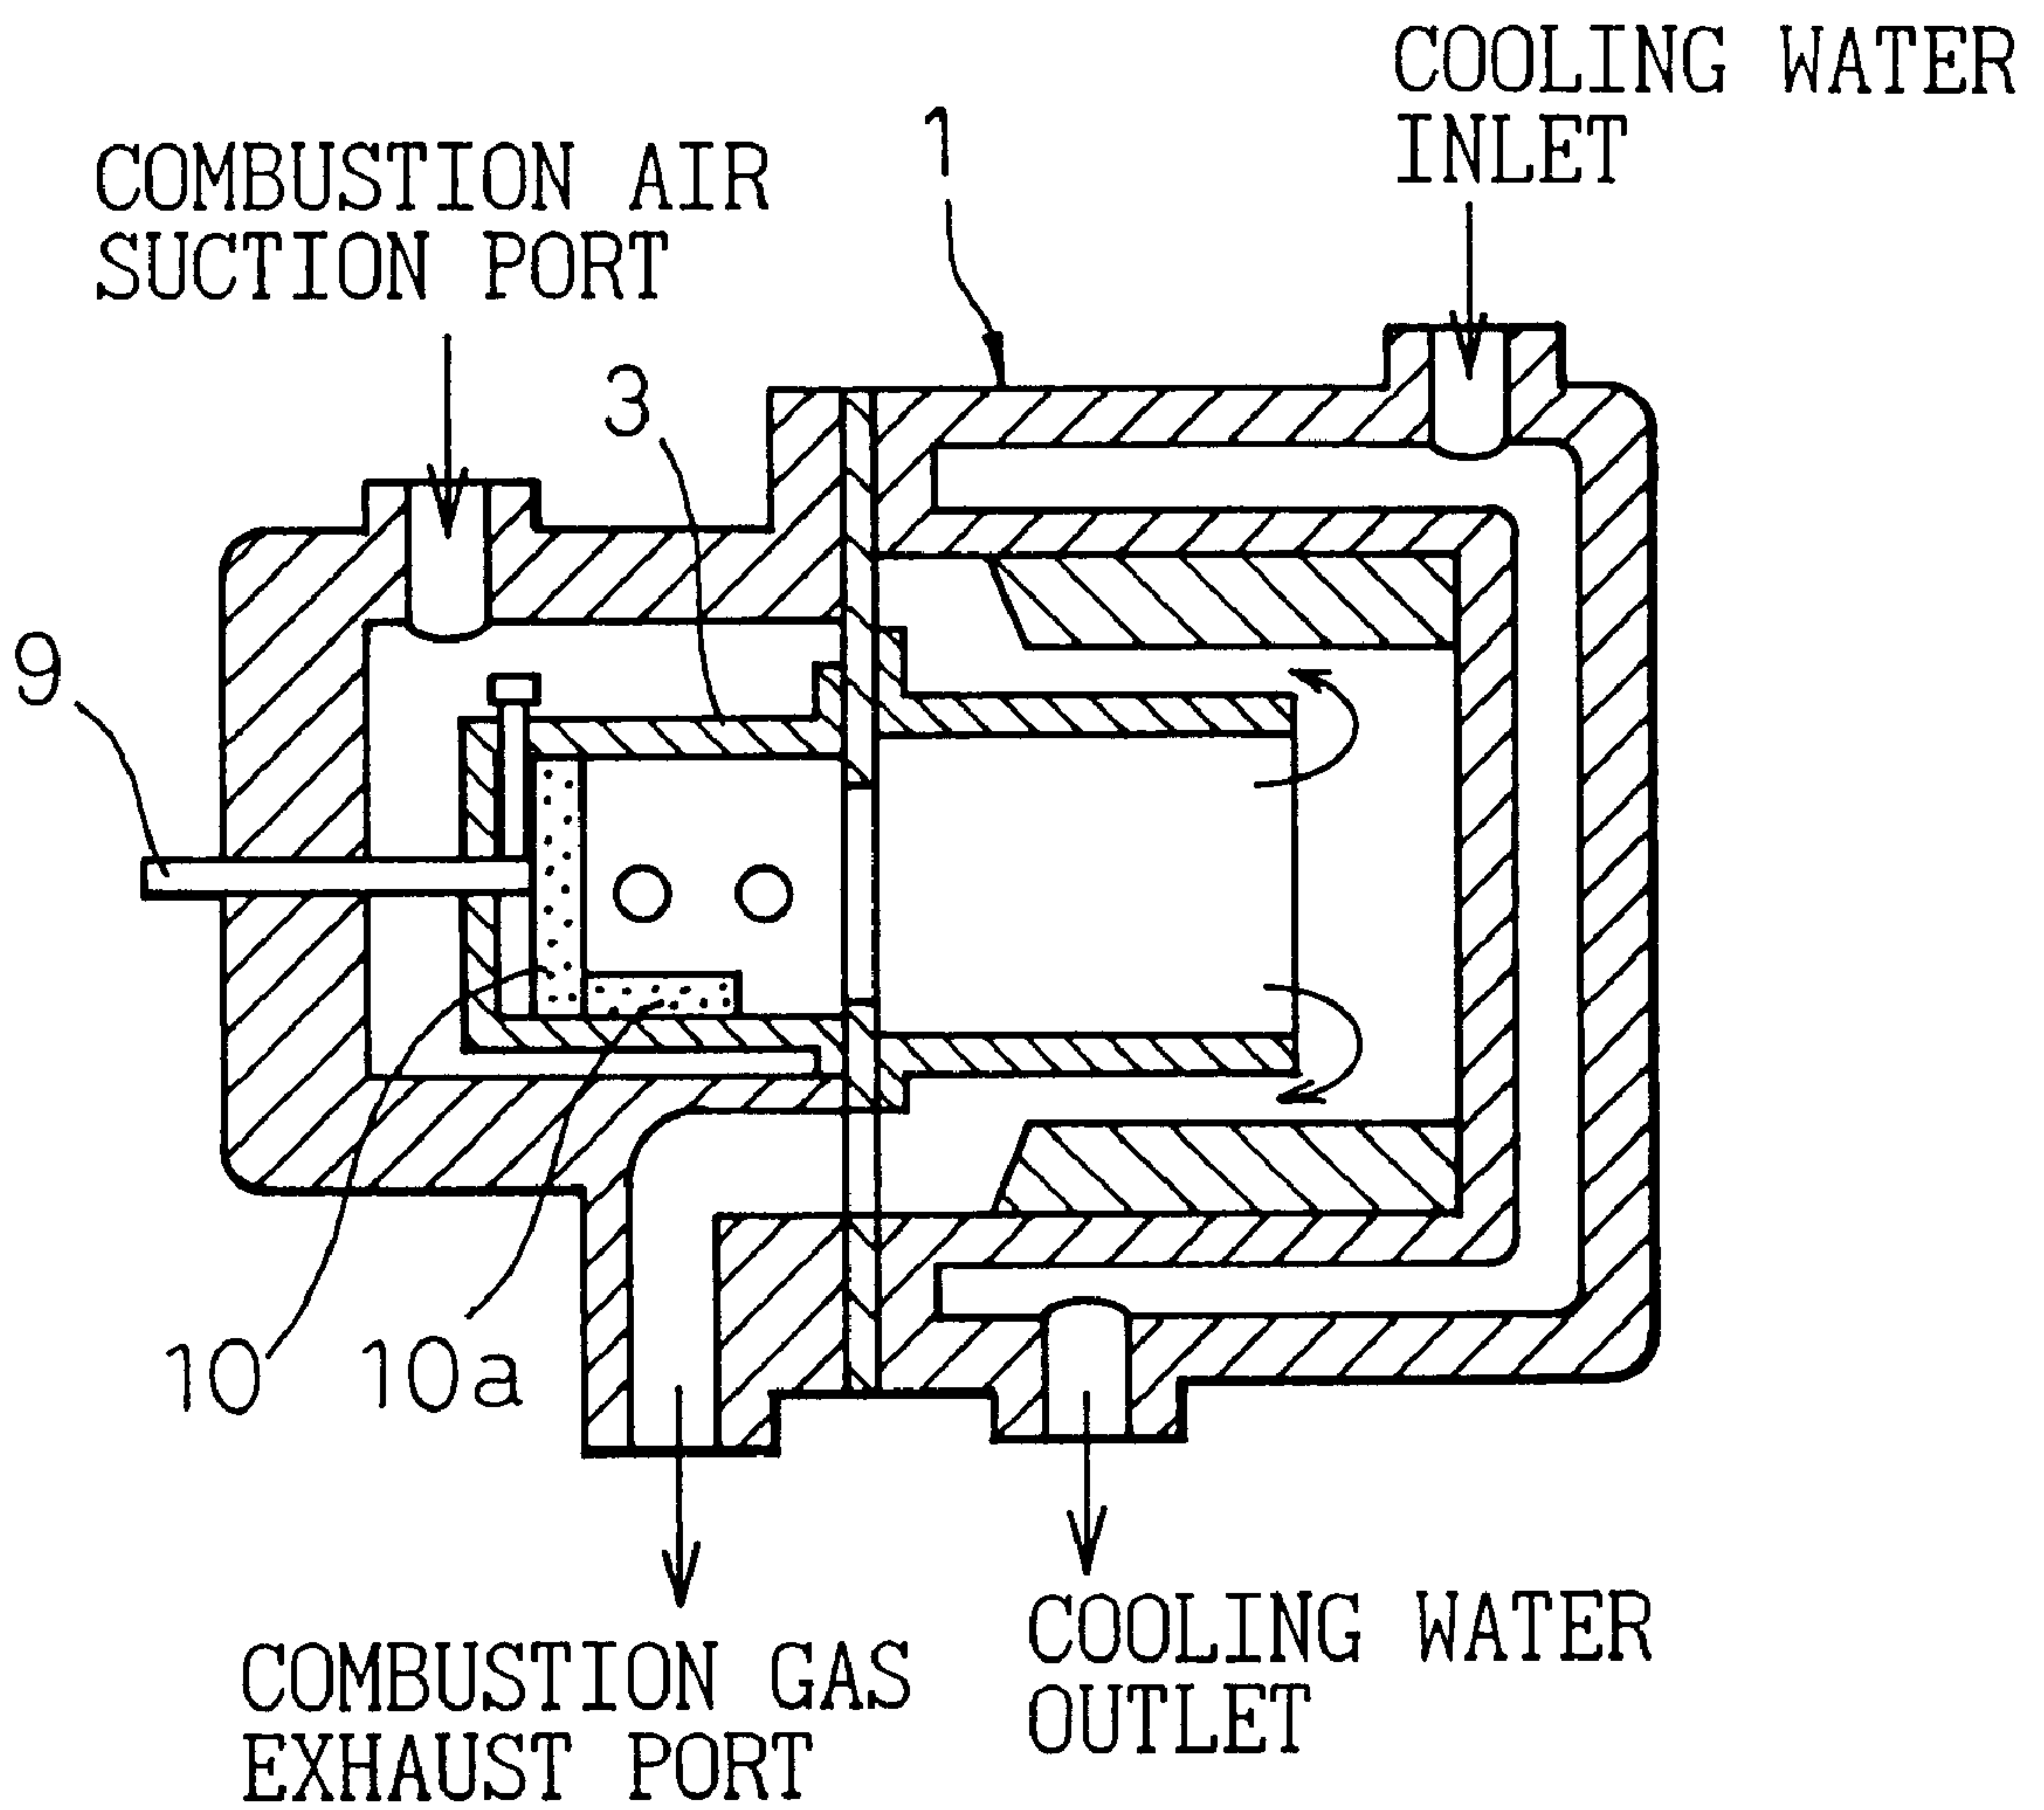 COOLING WATER
INLET
1
COMBUSTION AIR
SUCTION PORT
3
9
10
10a
COOLING WATER
OUTLET
COMBUSTION GAS
EXHAUST PORT